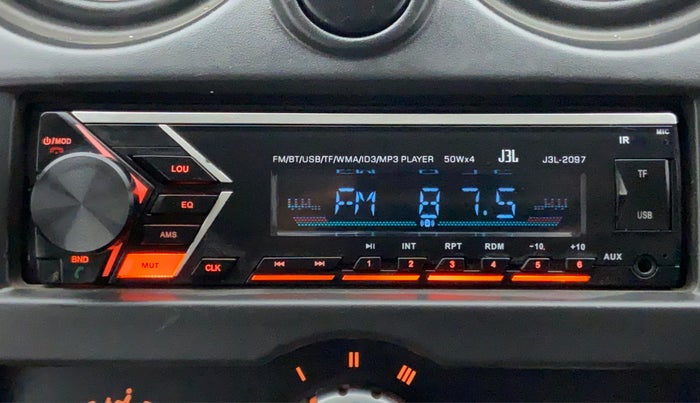 ⏻/MOD
LOU
EQ
AMS
BND
MUT
CLK
FM/BT/USB/TF/WMA/ID3/MP3 PLAYER 50Wx4 J3L J3L-2097
FM 87.5
INT RPT RDM -10 +10
1 2 3 4 5 6
IR
MIC
TF
USB
AUX
I II III